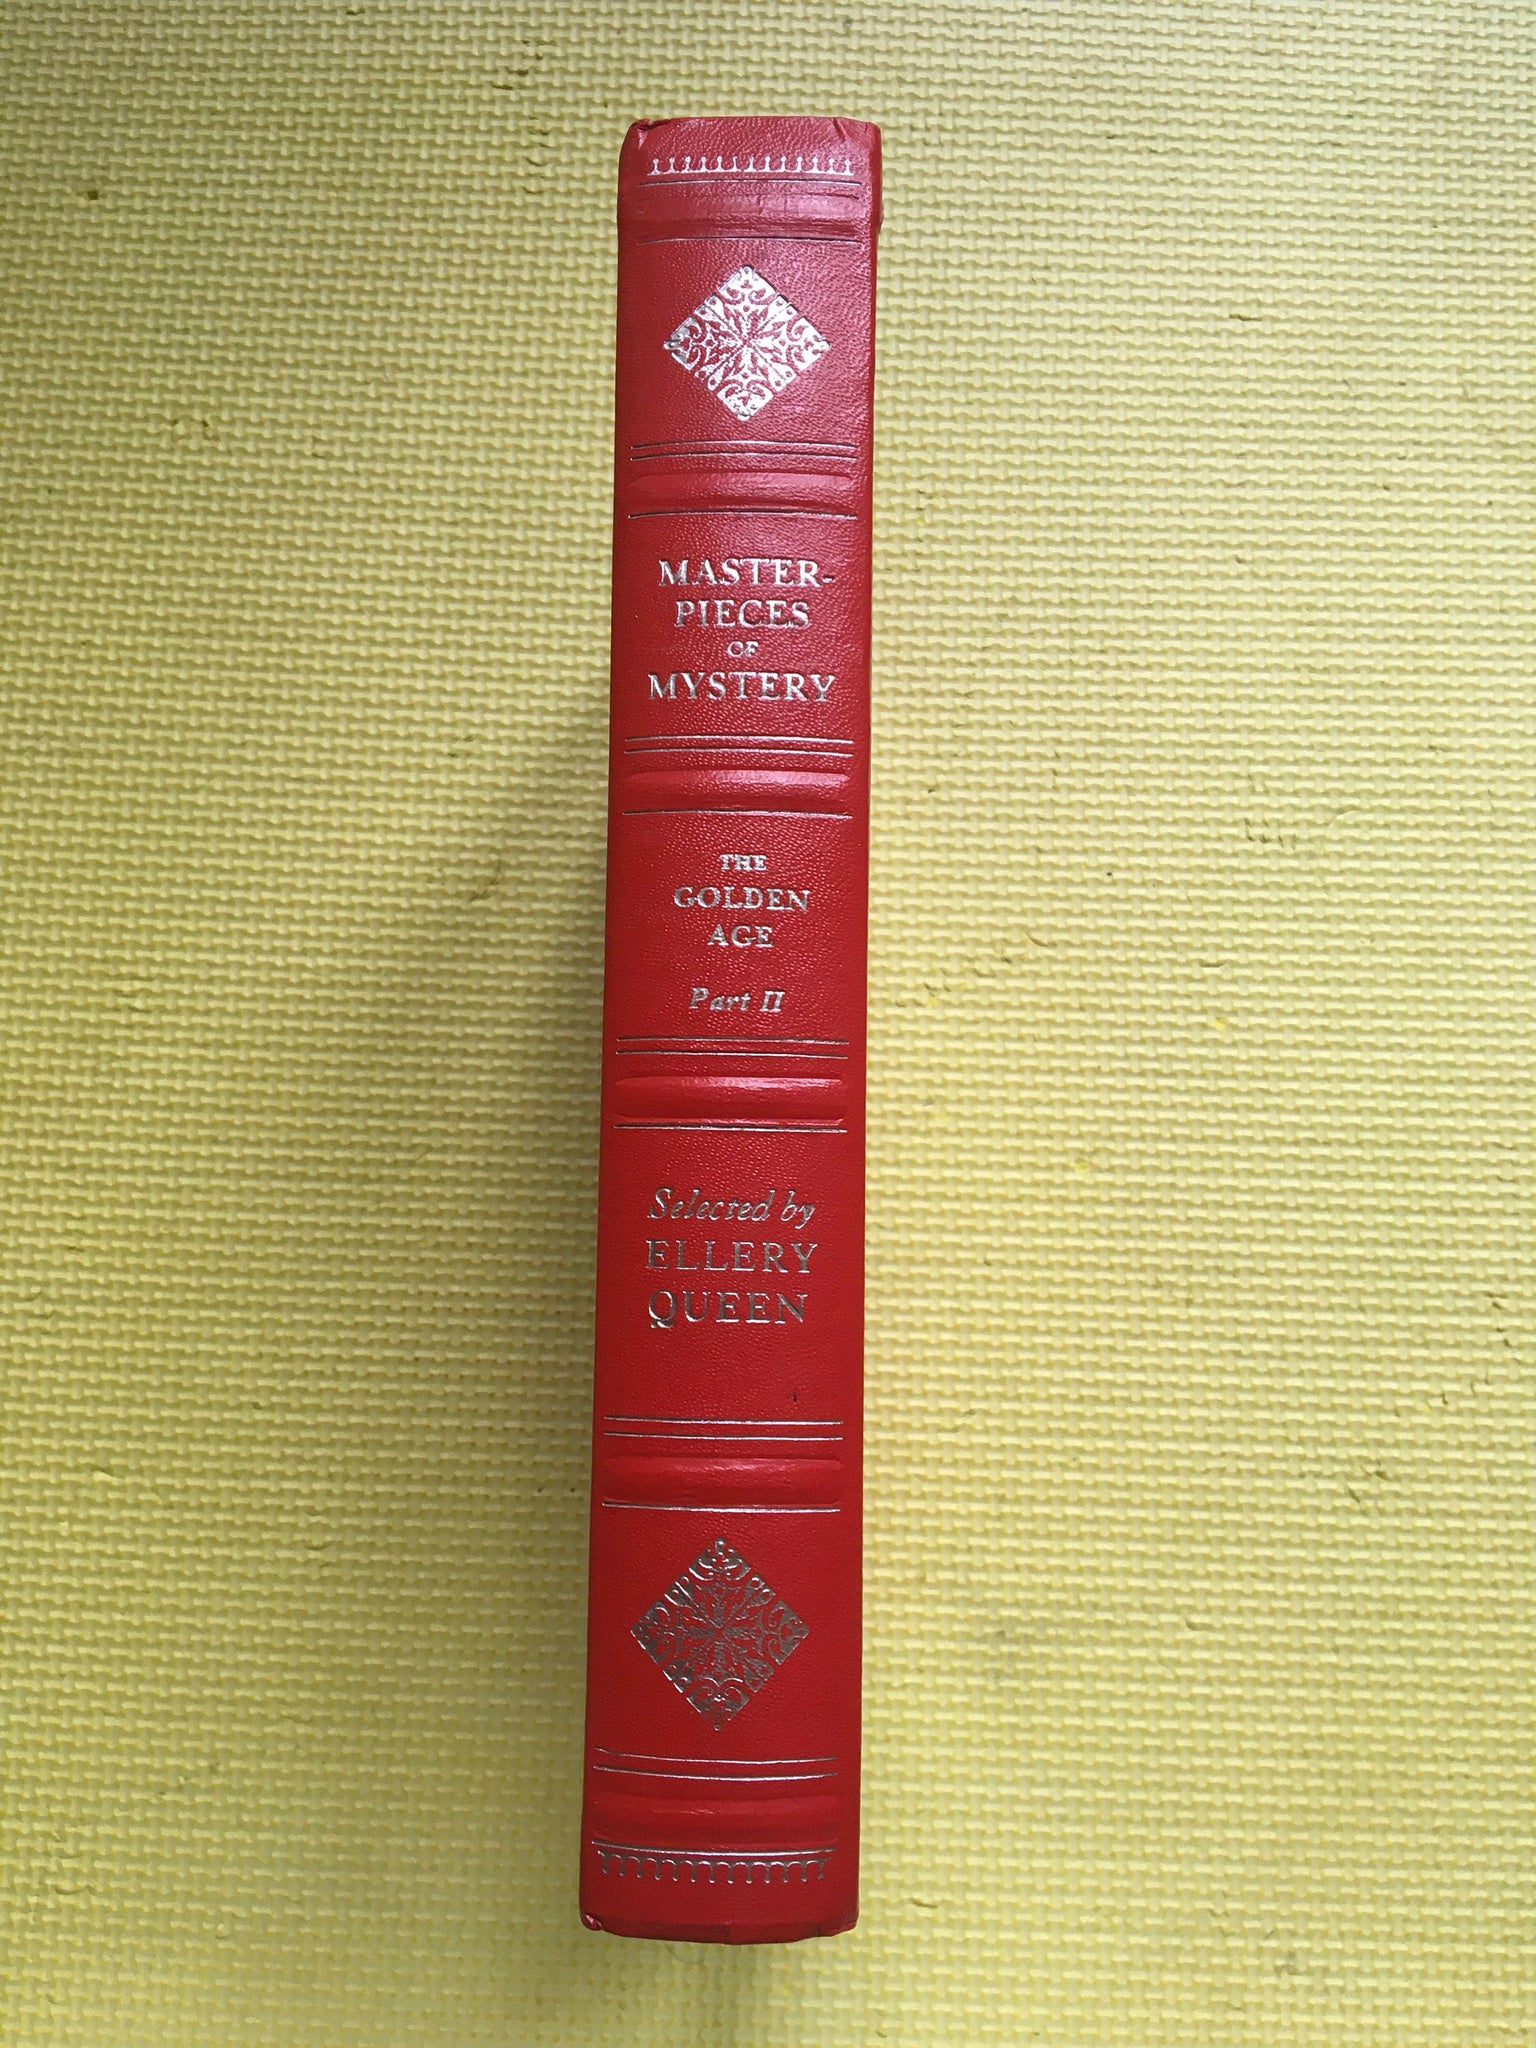 MASTER-
PIECES
OF
MYSTERY
THE
GOLDEN
AGE
Part II
Selected by
ELLERY
QUEEN